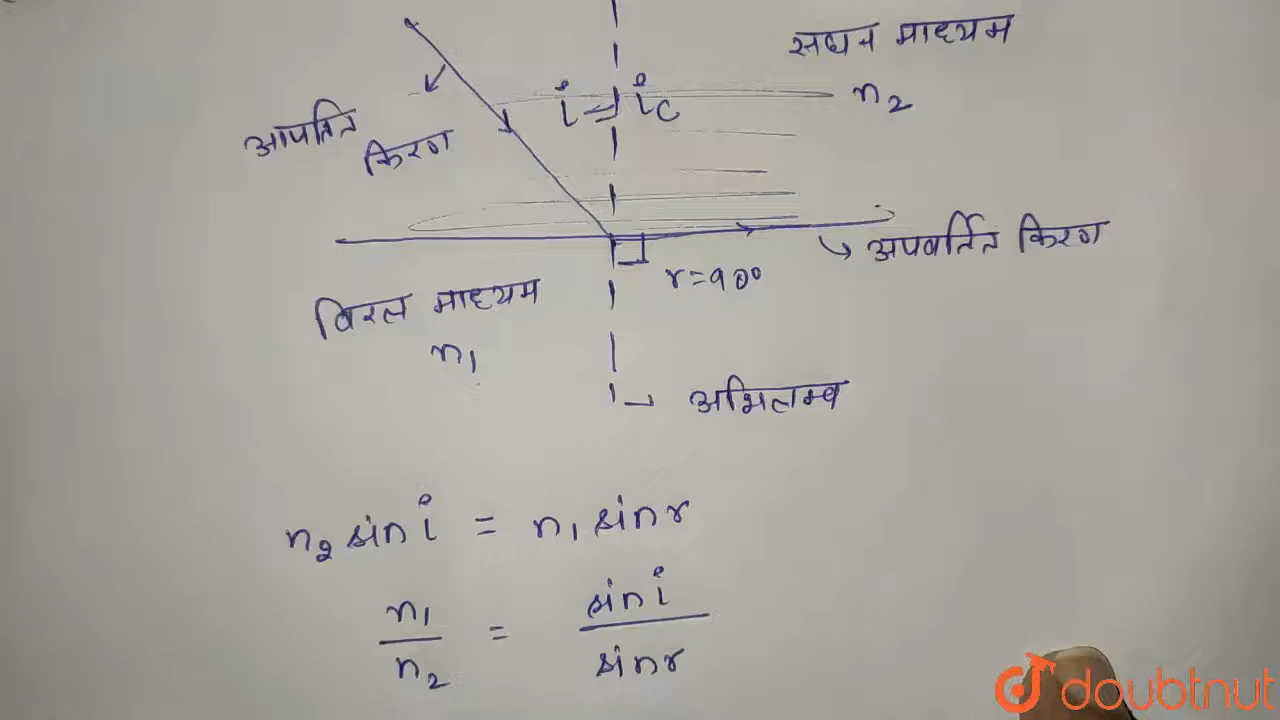 सघन माध्यम
n₂
i = i_c
आपतित
किरण
अपवर्तित किरण
r=90°
विरल माध्यम
n₁
अभिलम्ब
n₂ sin i = n₁ sin r
n₁/n₂ = sin i/sin r
doubtnut